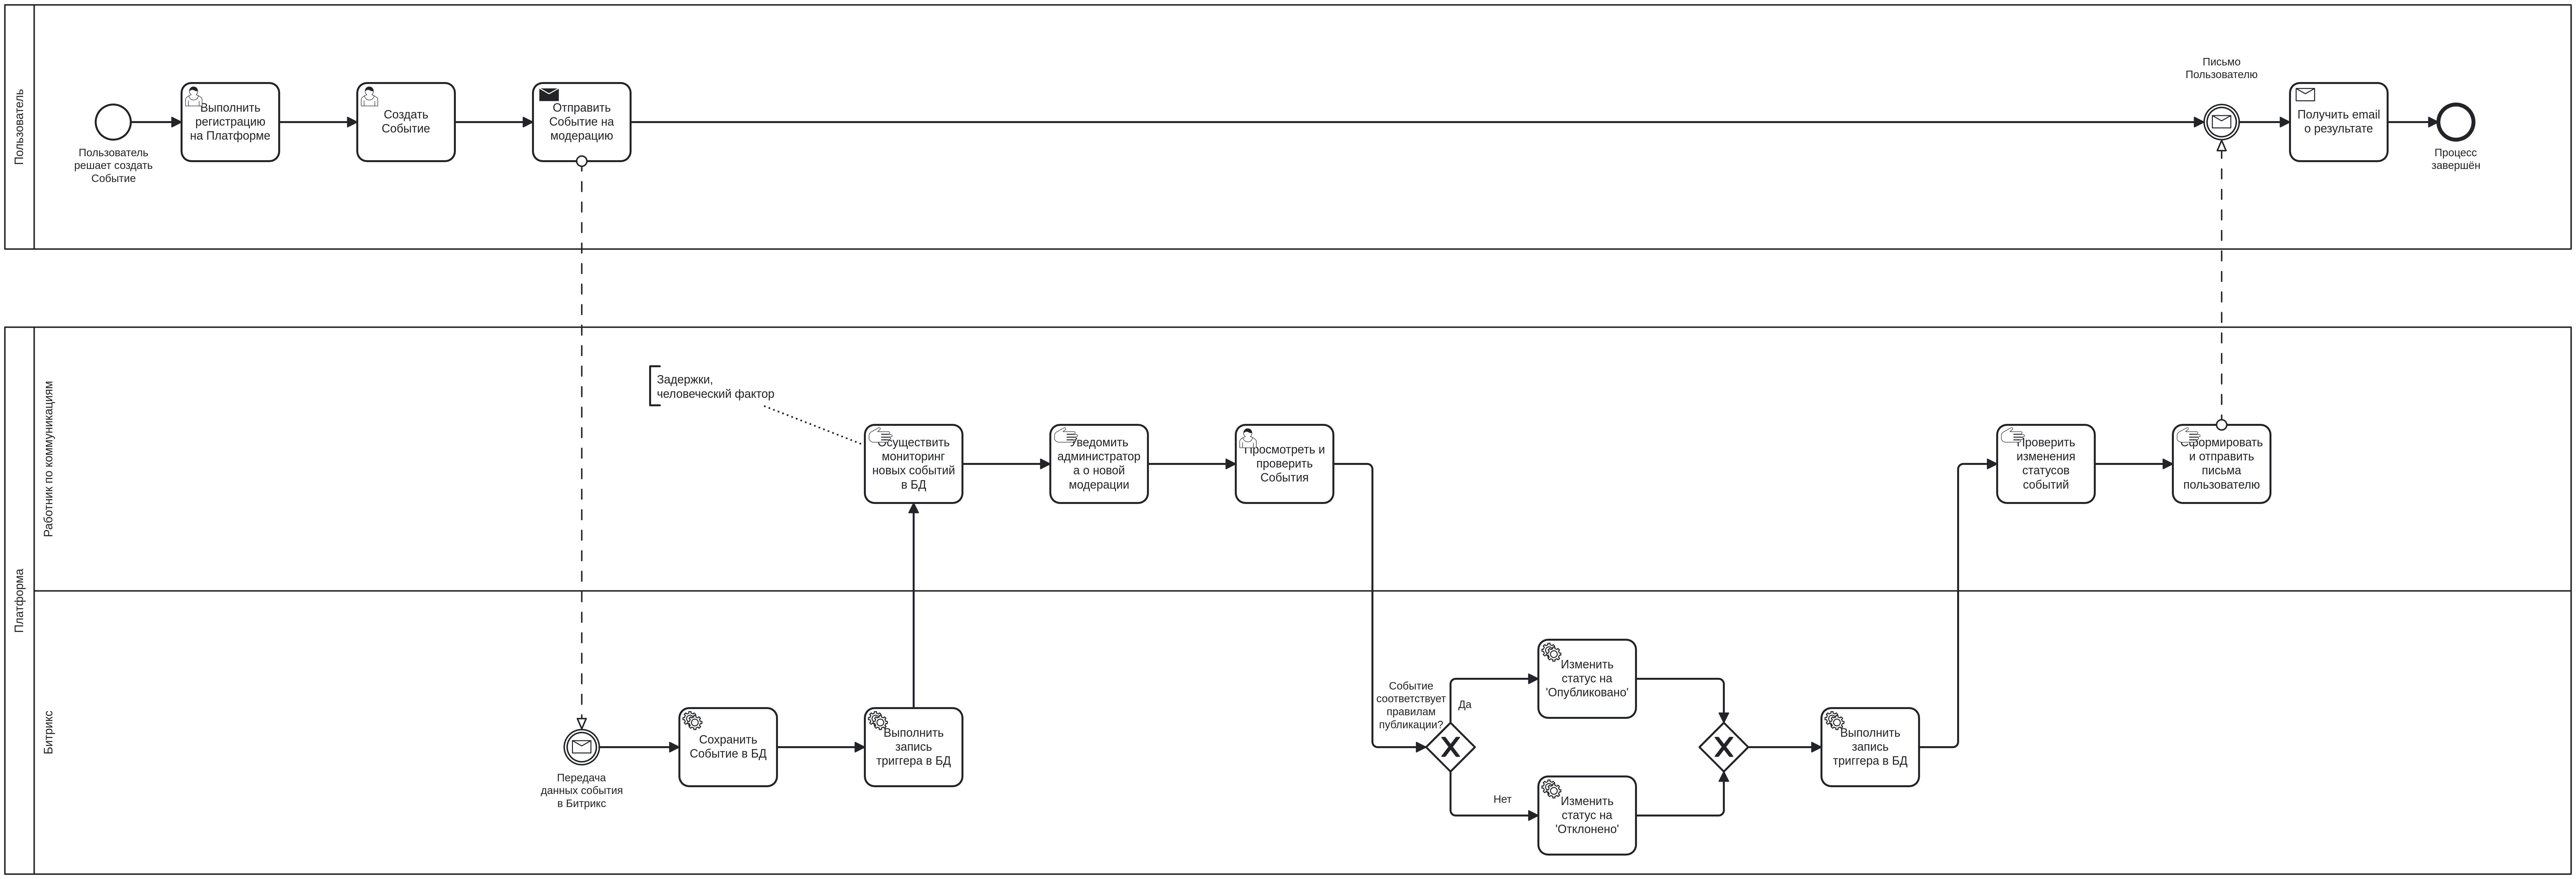 Пользователь
Пользователь
решает создать
Событие
Выполнить
регистрацию
на Платформе
Создать
Событие
Отправить
Событие на
модерацию
Письмо
Пользователю
Получить email
о результате
Процесс
завершён
Платформа
Работник по коммуникациям
Задержки,
человеческий фактор
Осуществить
мониторинг
новых событий
в БД
Уведомить
администратор
а о новой
модерации
Просмотреть и
проверить
События
Проверить
изменения
статусов
событий
Сформировать
и отправить
письма
пользователю
Битрикс
Передача
данных события
в Битрикс
Сохранить
Событие в БД
Выполнить
запись
триггера в БД
Событие
соответствует
правилам
публикации?
Да
Нет
Изменить
статус на
'Опубликовано'
Изменить
статус на
'Отклонено'
Выполнить
запись
триггера в БД